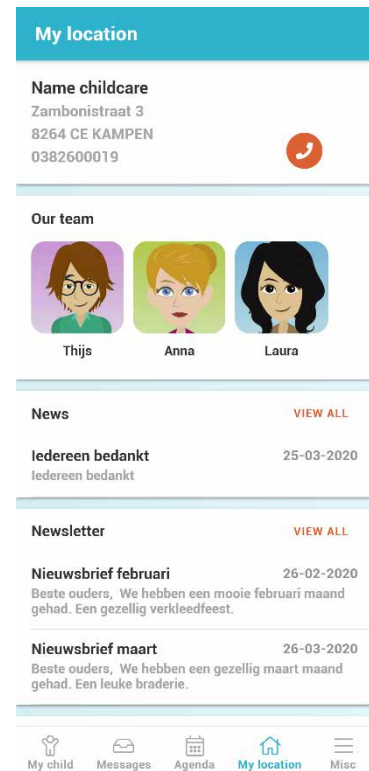 My location
Name childcare
Zambonistraat 3
8264 CE KAMPEN
0382600019
Our team
Thijs Anna Laura
News VIEW ALL
Iedereen bedankt 25-03-2020
Iedereen bedankt
Newsletter VIEW ALL
Nieuwsbrief februari 26-02-2020
Beste ouders, We hebben een mooie februari maand
gehad. Een gezellig verkleedfeest.
Nieuwsbrief maart 26-03-2020
Beste ouders, We hebben een gezellig maart maand
gehad. Een leuke braderie.
My child Messages Agenda My location Misc